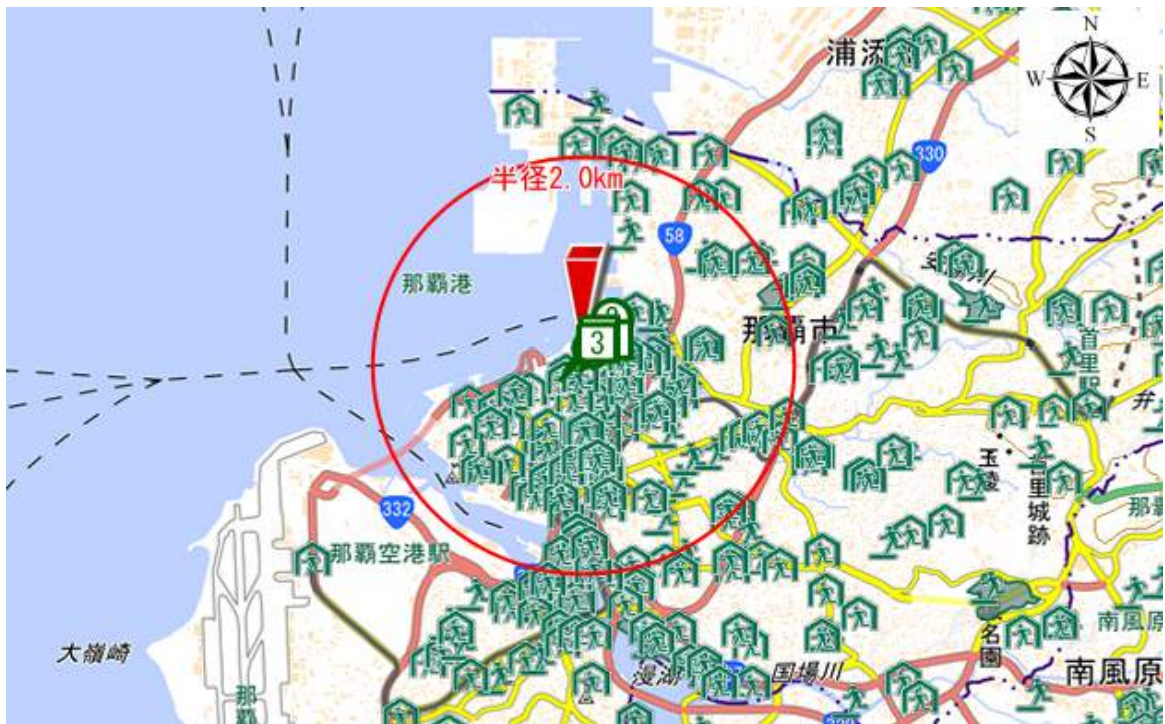 浦添
N
W
E
S
330
半径2.0km
58
那覇港
3
那覇市
首里駅
弁
玉陵
首里城跡
332
那覇空港駅
那覇
名園
南風原
大嶺崎
那覇
漫湖
国場川
南風原